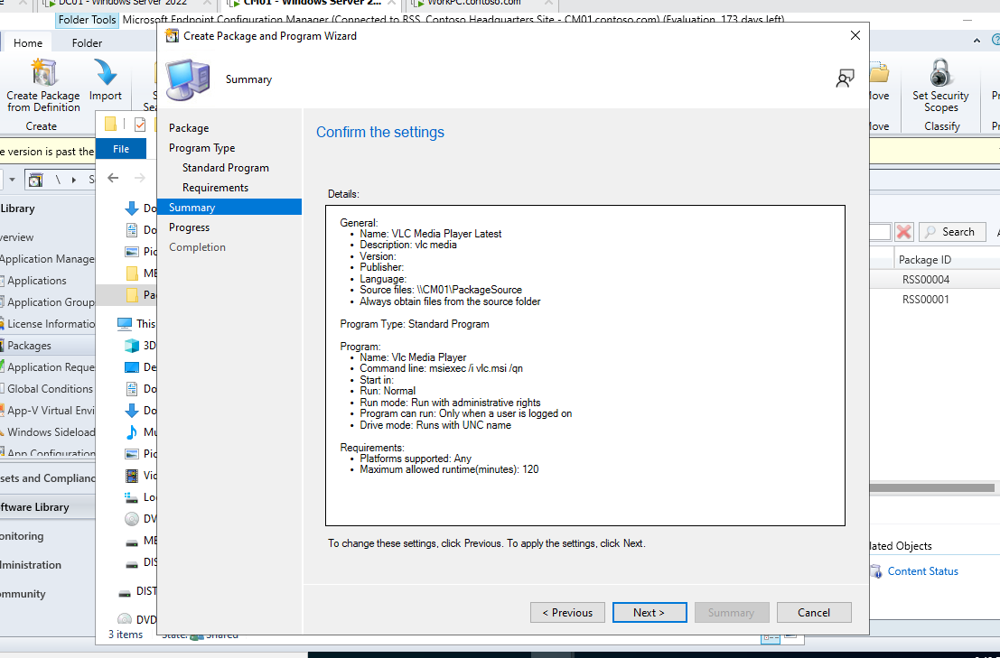 DC01 - Windows Server 2022
CM01 - Windows Server 2...
WorkPC.contoso.com
Folder Tools
Microsoft Endpoint Configuration Manager (Connected to RSS, Contoso Headquarters Site - CM01.contoso.com) (Evaluation, 173 days left)
Home
Folder
Create Package
from Definition
Import
Create
Set Security
Scopes
Classify
e version is past the
File
Create Package and Program Wizard
Summary
Package
Program Type
Standard Program
Requirements
Summary
Progress
Completion
Confirm the settings
Details:
General:
• Name: VLC Media Player Latest
• Description: vlc media
• Version:
• Publisher:
• Language:
• Source files: \\CM01\PackageSource
• Always obtain files from the source folder
Program Type: Standard Program
Program:
• Name: Vlc Media Player
• Command line: msiexec /i vlc.msi /qn
• Start in:
• Run: Normal
• Run mode: Run with administrative rights
• Program can run: Only when a user is logged on
• Drive mode: Runs with UNC name
Requirements:
• Platforms supported: Any
• Maximum allowed runtime(minutes): 120
To change these settings, click Previous. To apply the settings, click Next.
< Previous
Next >
Summary
Cancel
Library
verview
Application Manage
Applications
Application Group
License Informatio
Packages
Application Reque
Global Conditions
App-V Virtual Envi
Windows Sideload
App Configuration
sets and Complianc
ftware Library
onitoring
ministration
ommunity
Do
Do
Pic
ME
Pac
This
3D
De
Do
Do
Mu
Pic
Vid
Lo
DV
ME
DIS
DIST
DVD
3 items
State:
Shared
Search
Package ID
RSS00004
RSS00001
lated Objects
Content Status